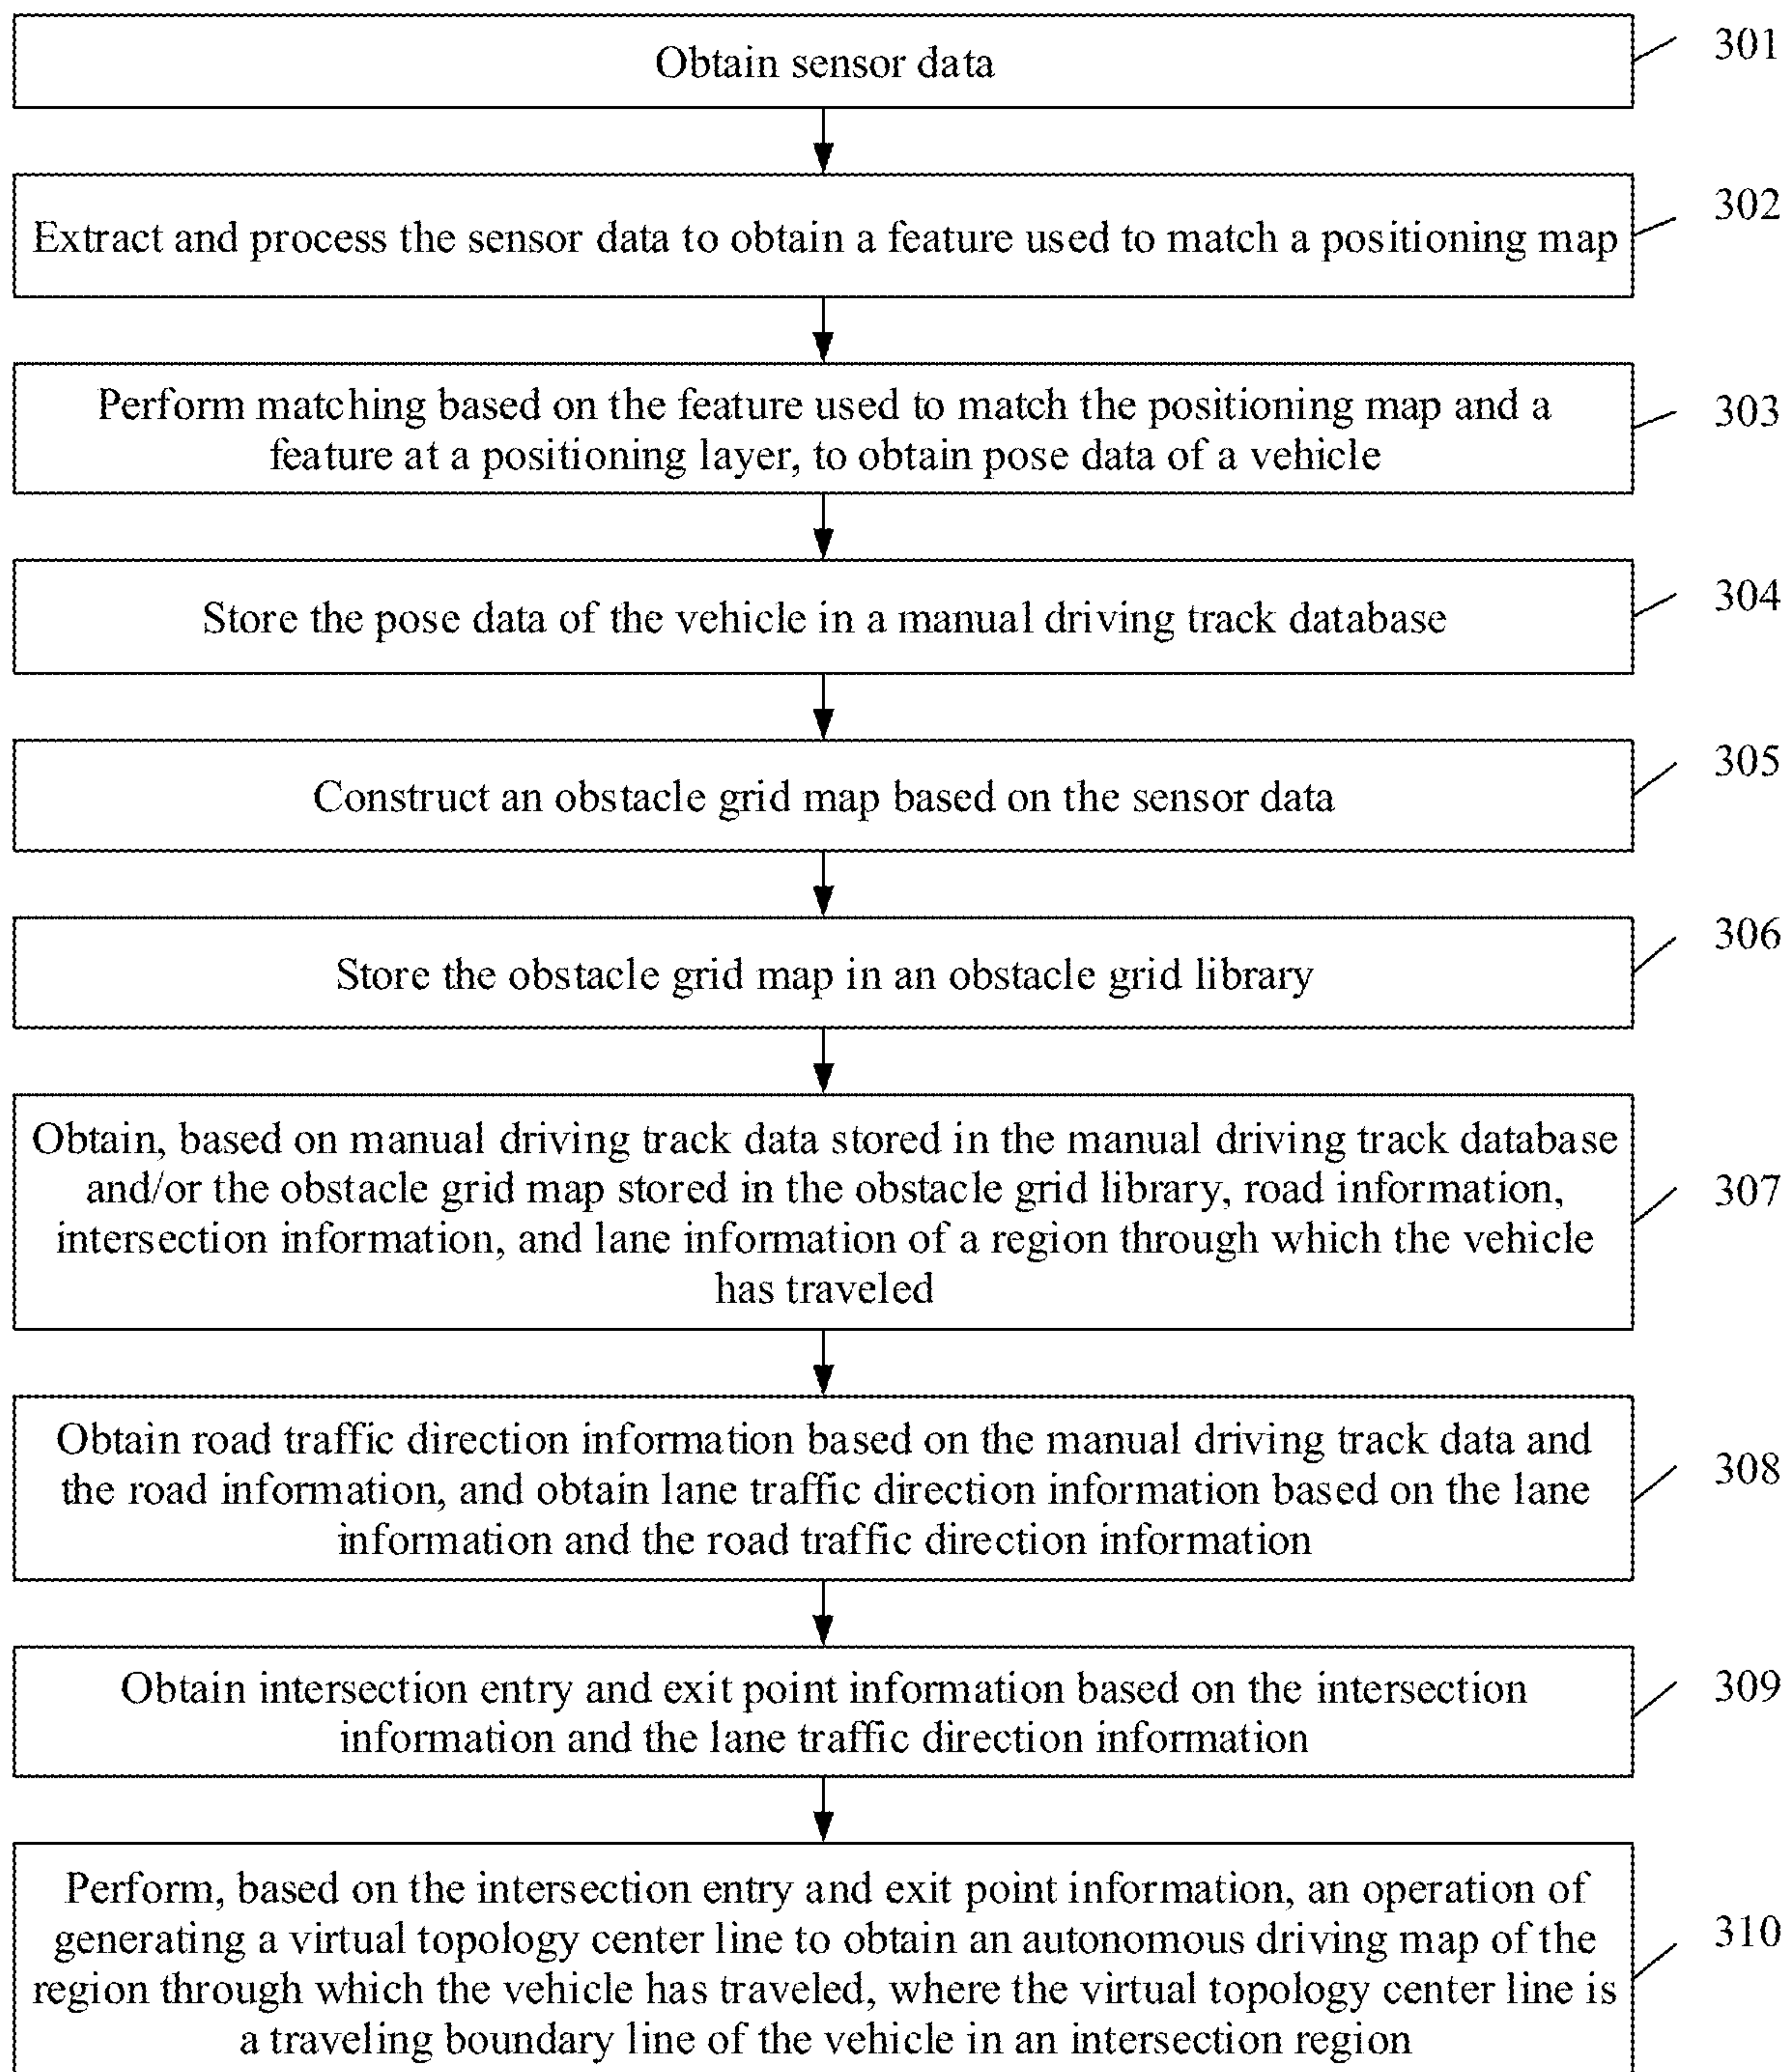 Obtain sensor data
301
Extract and process the sensor data to obtain a feature used to match a positioning map
302
Perform matching based on the feature used to match the positioning map and a
feature at a positioning layer, to obtain pose data of a vehicle
303
Store the pose data of the vehicle in a manual driving track database
304
Construct an obstacle grid map based on the sensor data
305
Store the obstacle grid map in an obstacle grid library
306
Obtain, based on manual driving track data stored in the manual driving track database
and/or the obstacle grid map stored in the obstacle grid library, road information,
intersection information, and lane information of a region through which the vehicle
has traveled
307
Obtain road traffic direction information based on the manual driving track data and
the road information, and obtain lane traffic direction information based on the lane
information and the road traffic direction information
308
Obtain intersection entry and exit point information based on the intersection
information and the lane traffic direction information
309
Perform, based on the intersection entry and exit point information, an operation of
generating a virtual topology center line to obtain an autonomous driving map of the
region through which the vehicle has traveled, where the virtual topology center line is
a traveling boundary line of the vehicle in an intersection region
310